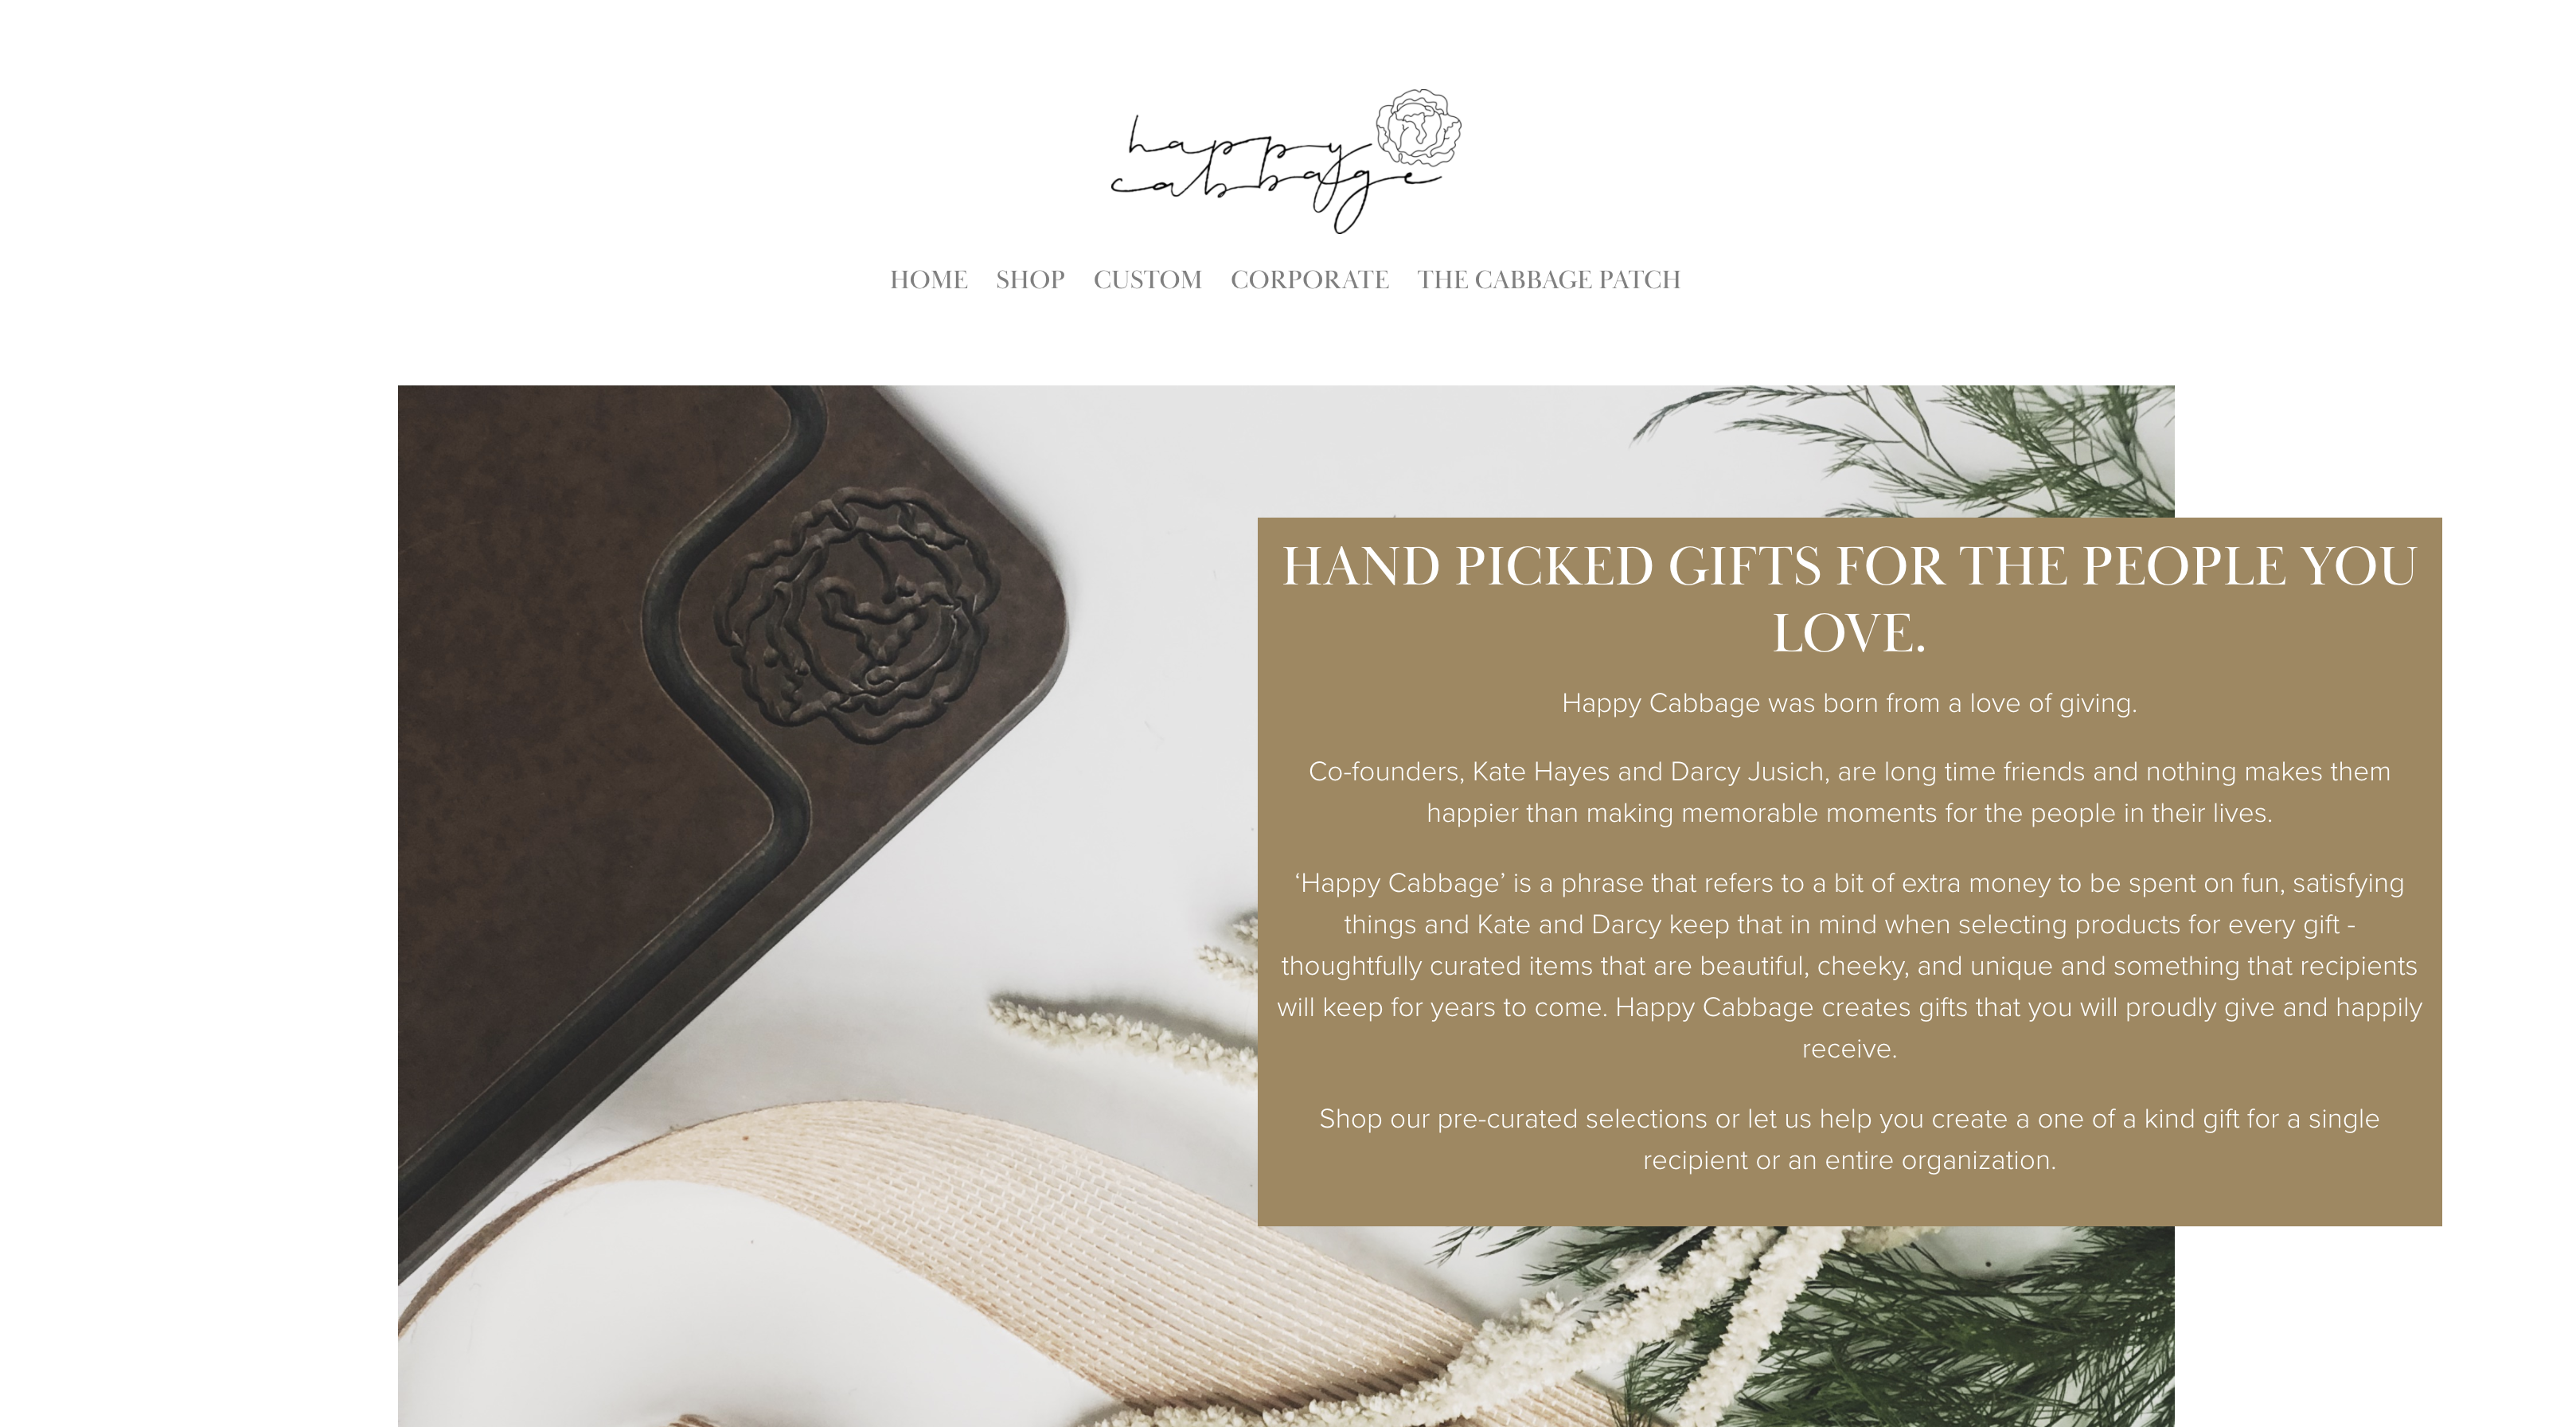 happy
cabbage
HOME SHOP CUSTOM CORPORATE THE CABBAGE PATCH
HAND PICKED GIFTS FOR THE PEOPLE YOU
LOVE.
Happy Cabbage was born from a love of giving.
Co-founders, Kate Hayes and Darcy Jusich, are long time friends and nothing makes them
happier than making memorable moments for the people in their lives.
‘Happy Cabbage’ is a phrase that refers to a bit of extra money to be spent on fun, satisfying
things and Kate and Darcy keep that in mind when selecting products for every gift -
thoughtfully curated items that are beautiful, cheeky, and unique and something that recipients
will keep for years to come. Happy Cabbage creates gifts that you will proudly give and happily
receive.
Shop our pre-curated selections or let us help you create a one of a kind gift for a single
recipient or an entire organization.